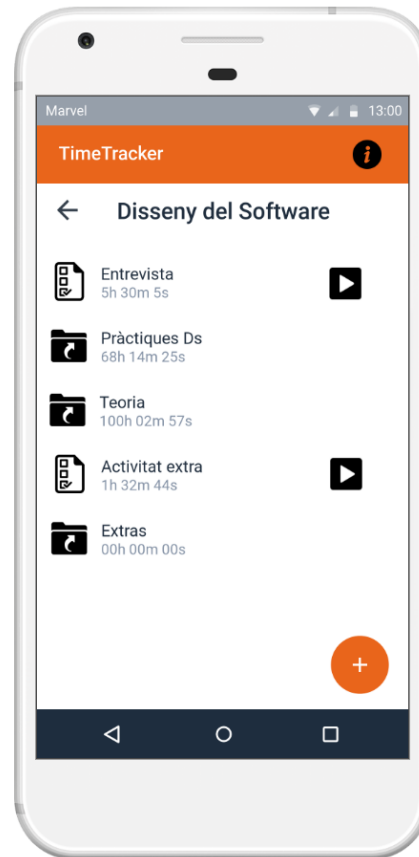 Marvel 13:00
TimeTracker i
Disseny del Software
Entrevista
5h 30m 5s
Pràctiques Ds
68h 14m 25s
Teoria
100h 02m 57s
Activitat extra
1h 32m 44s
Extras
00h 00m 00s
+